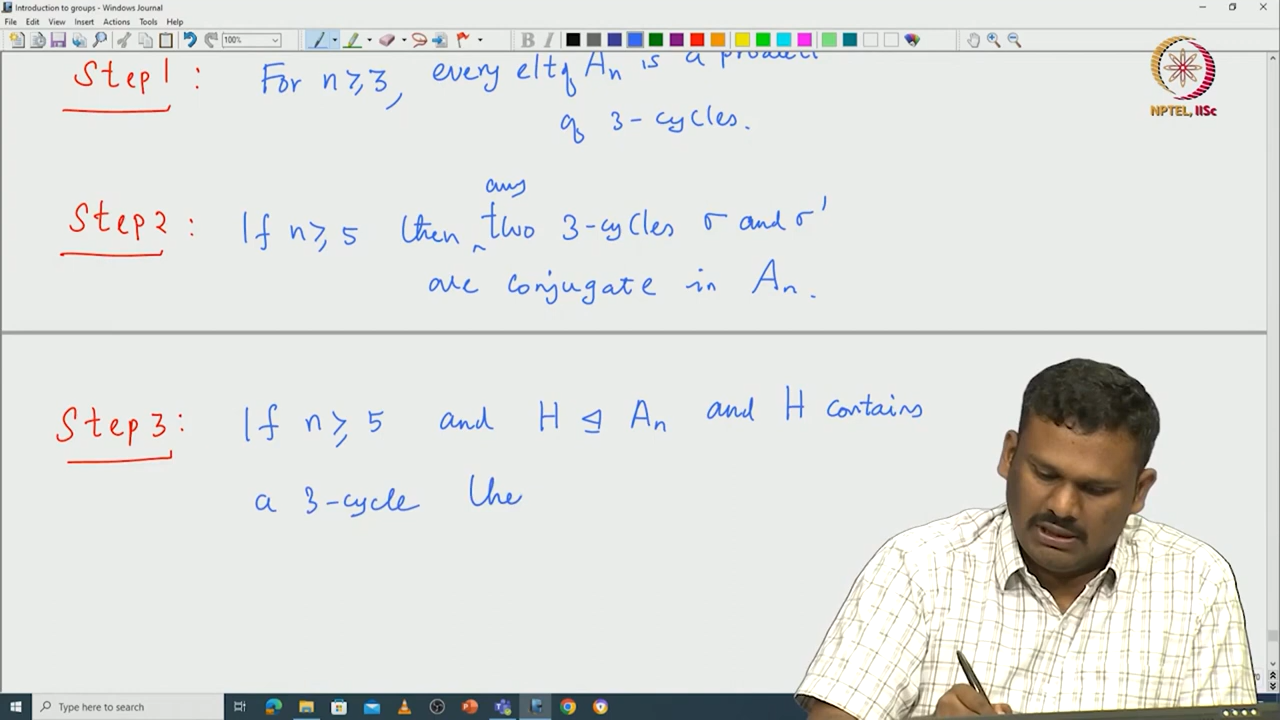 Introduction to groups - Windows Journal
File Edit View Insert Actions Tools Help
100%
B I
NPTEL, IISc
Step 1 : For n ≥ 3, every elt of An is a product
of 3-cycles.
any
Step 2 : If n ≥ 5 then ^ two 3-cycles σ and σ'
are conjugate in An.
Step 3 : If n ≥ 5 and H ⊴ An and H contains
a 3-cycle the
Type here to search